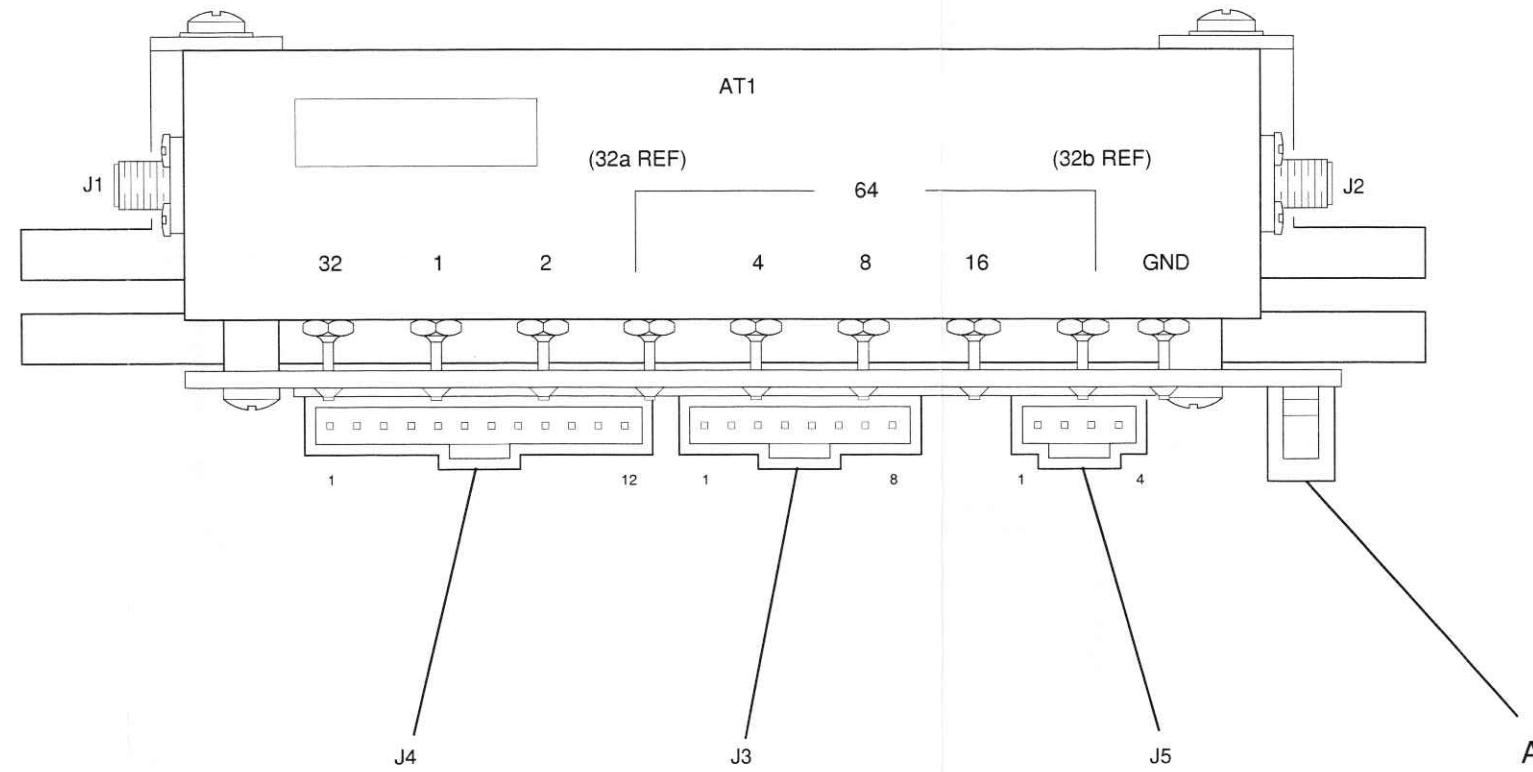 AT1
(32a REF) (32b REF)
J1 64 J2
32 1 2 4 8 16 GND
1 12 1 8 1 4
J4 J3 J5
A